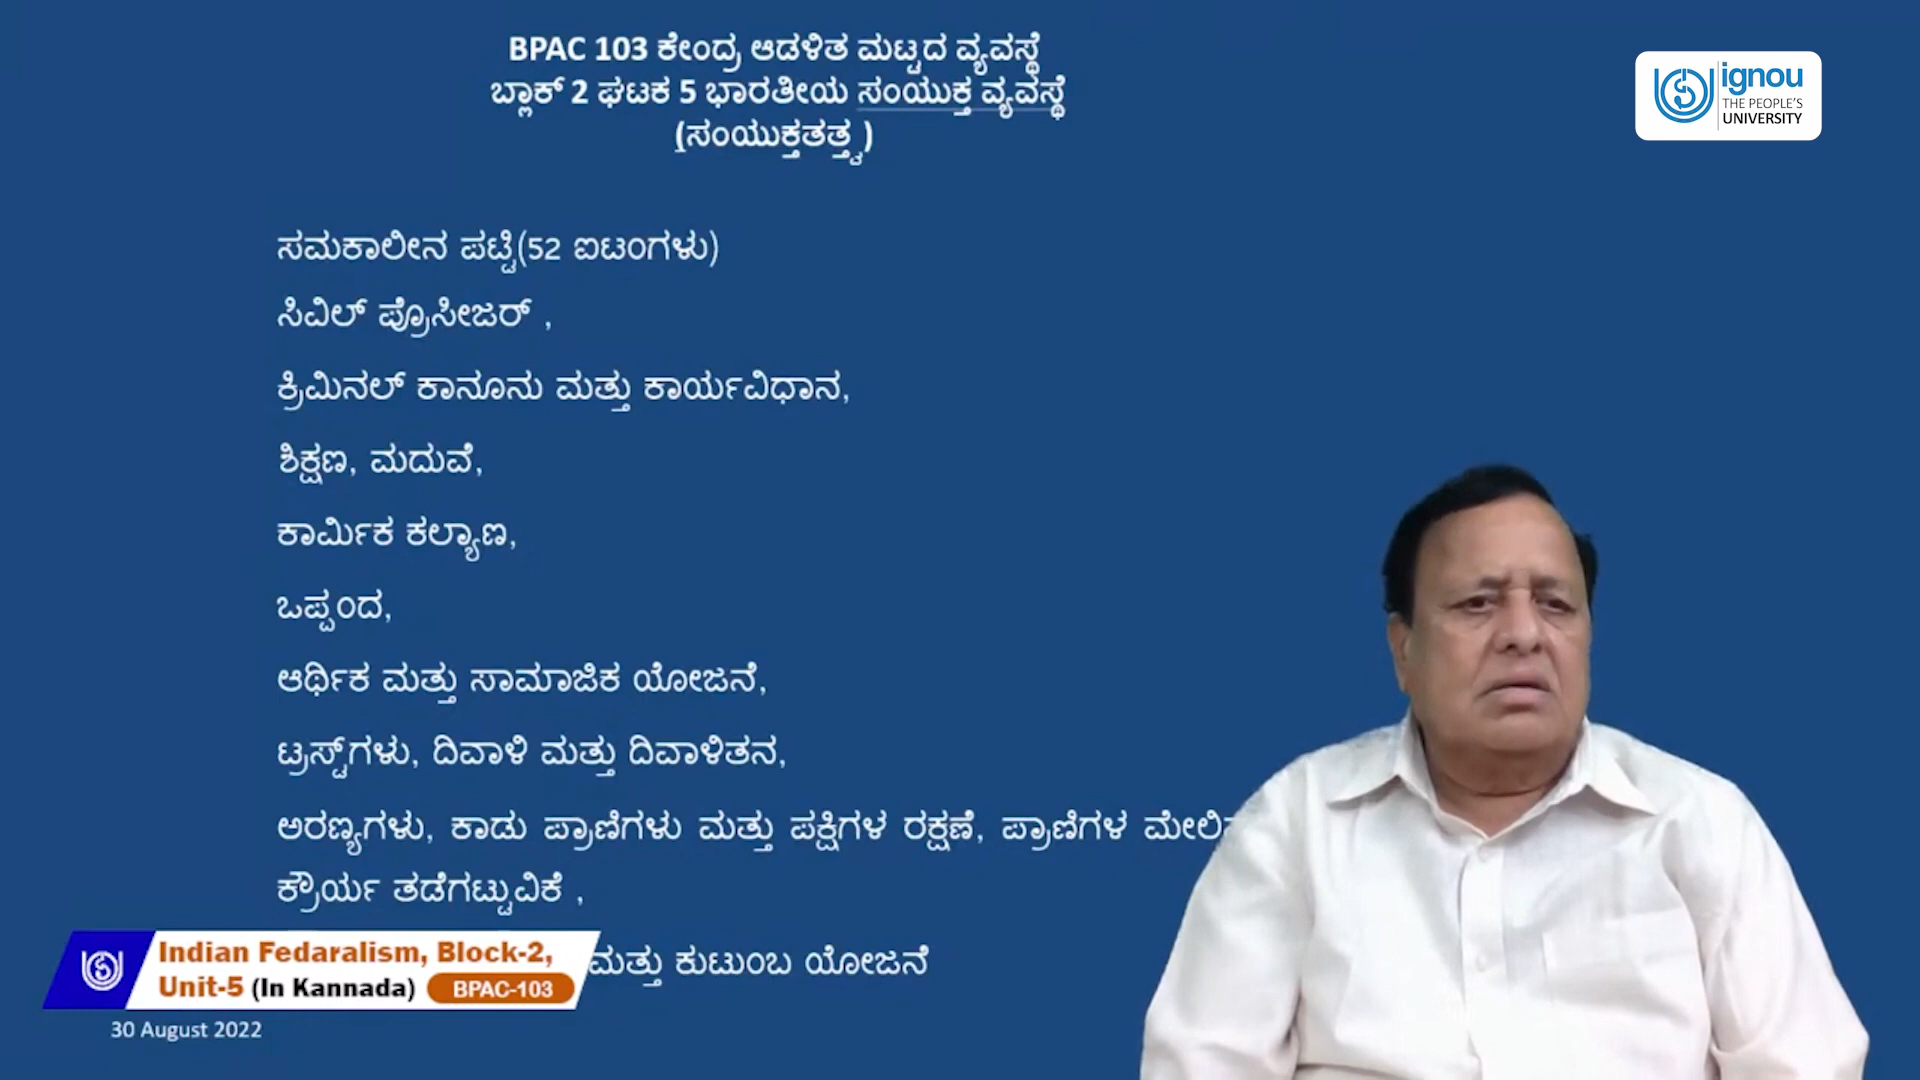 BPAC 103 ಕೇಂದ್ರ ಆಡಳಿತ ಮಟ್ಟದ ವ್ಯವಸ್ಥೆ
ಬ್ಲಾಕ್ 2 ಘಟಕ 5 ಭಾರತೀಯ ಸಂಯುಕ್ತ ವ್ಯವಸ್ಥೆ
(ಸಂಯುಕ್ತತತ್ತ್ವ)
ignou
THE PEOPLE'S
UNIVERSITY
ಸಮಕಾಲೀನ ಪಟ್ಟಿ(52 ಐಟಂಗಳು)
ಸಿವಿಲ್ ಪ್ರೊಸೀಜರ್ ,
ಕ್ರಿಮಿನಲ್ ಕಾನೂನು ಮತ್ತು ಕಾರ್ಯವಿಧಾನ,
ಶಿಕ್ಷಣ, ಮದುವೆ,
ಕಾರ್ಮಿಕ ಕಲ್ಯಾಣ,
ಒಪ್ಪಂದ,
ಆರ್ಥಿಕ ಮತ್ತು ಸಾಮಾಜಿಕ ಯೋಜನೆ,
ಟ್ರಸ್ಟ್‌ಗಳು, ದಿವಾಳಿ ಮತ್ತು ದಿವಾಳಿತನ,
ಅರಣ್ಯಗಳು, ಕಾಡು ಪ್ರಾಣಿಗಳು ಮತ್ತು ಪಕ್ಷಿಗಳ ರಕ್ಷಣೆ, ಪ್ರಾಣಿಗಳ
ಕ್ರೌರ್ಯ ತಡೆಗಟ್ಟುವಿಕೆ ,
ಮತ್ತು ಕುಟುಂಬ ಯೋಜನೆ
Indian Fedaralism, Block-2,
Unit-5 (In Kannada) BPAC-103
30 August 2022